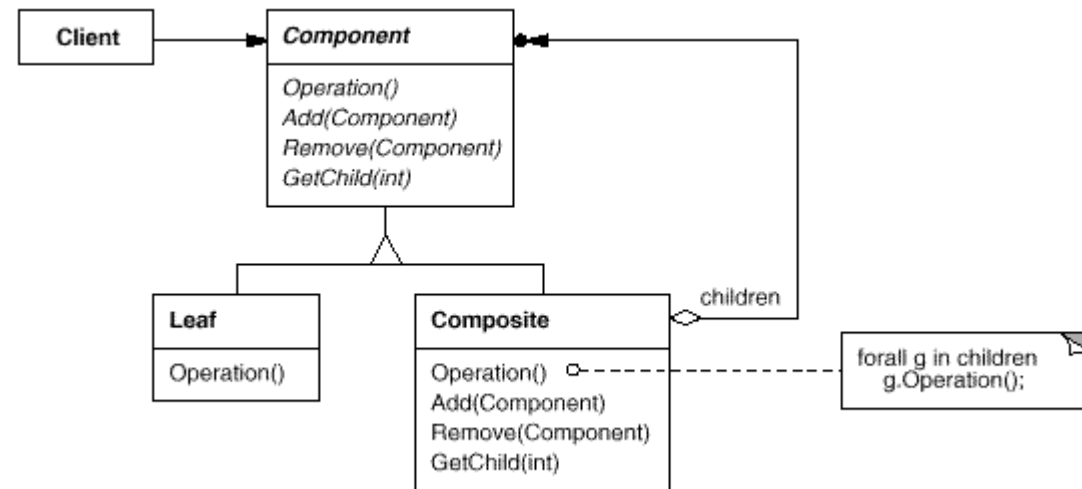 Client
Component
Operation()
Add(Component)
Remove(Component)
GetChild(int)
children
Leaf
Operation()
Composite
Operation()
Add(Component)
Remove(Component)
GetChild(int)
forall g in children
g.Operation();